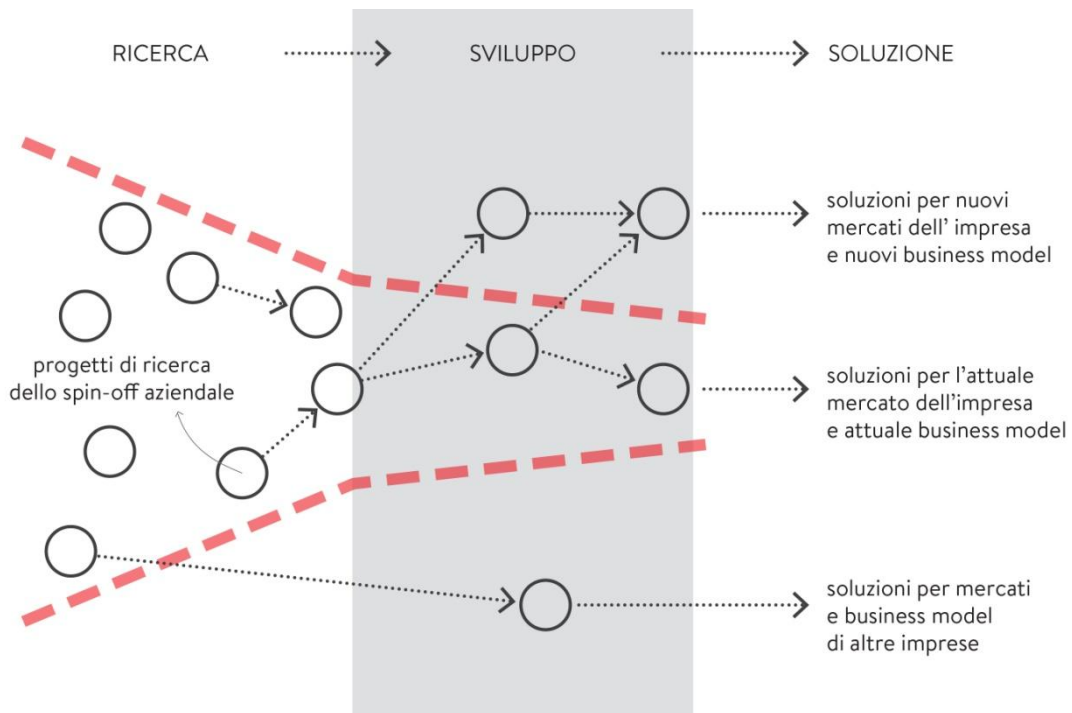 RICERCA
SVILUPPO
SOLUZIONE
soluzioni per nuovi
mercati dell' impresa
e nuovi business model
progetti di ricerca
dello spin-off aziendale
soluzioni per l'attuale
mercato dell'impresa
e attuale business model
soluzioni per mercati
e business model
di altre imprese